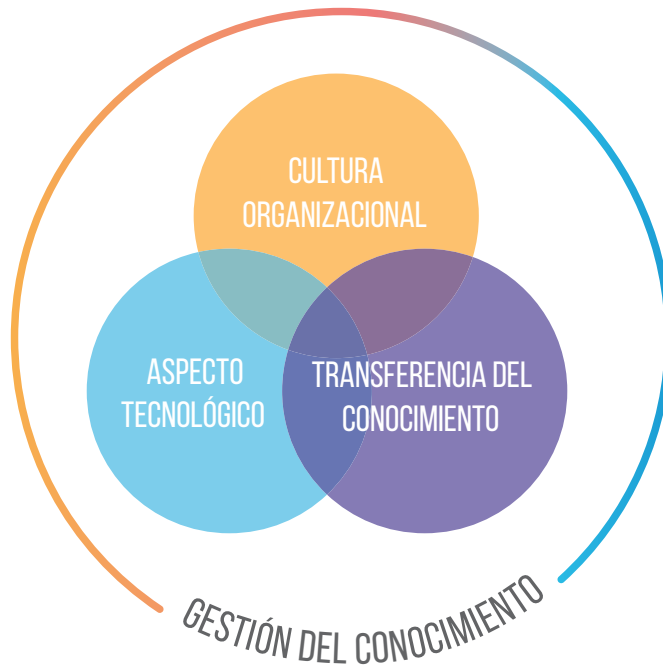 CULTURA
ORGANIZACIONAL
ASPECTO
TECNOLÓGICO
TRANSFERENCIA DEL
CONOCIMIENTO
GESTIÓN DEL CONOCIMIENTO